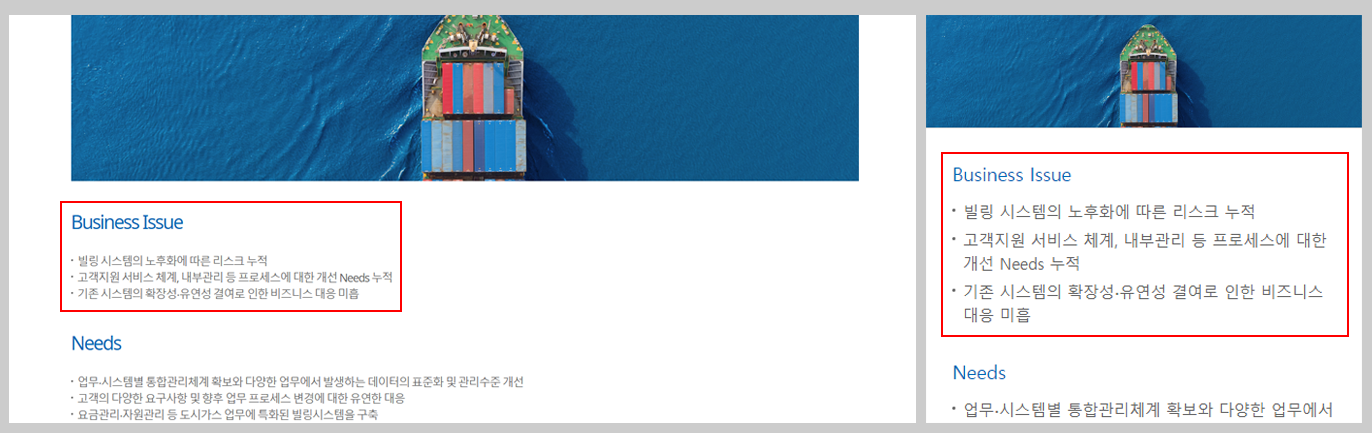 Business Issue
· 빌링 시스템의 노후화에 따른 리스크 누적
· 고객지원 서비스 체계, 내부관리 등 프로세스에 대한 개선 Needs 누적
· 기존 시스템의 확장성·유연성 결여로 인한 비즈니스 대응 미흡
Needs
· 업무·시스템별 통합관리체계 확보와 다양한 업무에서 발생하는 데이터의 표준화 및 관리수준 개선
· 고객의 다양한 요구사항 및 향후 업무 프로세스 변경에 대한 유연한 대응
· 요금관리·자원관리 등 도시가스 업무에 특화된 빌링시스템을 구축
Business Issue
· 빌링 시스템의 노후화에 따른 리스크 누적
· 고객지원 서비스 체계, 내부관리 등 프로세스에 대한
개선 Needs 누적
· 기존 시스템의 확장성·유연성 결여로 인한 비즈니스
대응 미흡
Needs
· 업무·시스템별 통합관리체계 확보와 다양한 업무에서